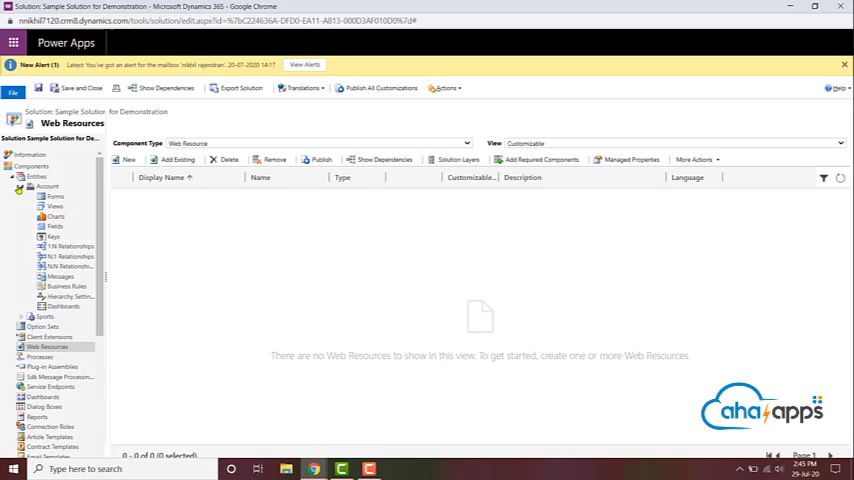 Solution: Sample Solution for Demonstration - Microsoft Dynamics 365 - Google Chrome
nnikhil7120.crm8.dynamics.com/tools/solution/edit.aspx?id=%7bC224636A-DFD0-EA11-A813-000D3AF010D0%7d#
Power Apps
New Alert (1) Latest: You've got an alert for the mailbox 'nikhil rajendran'. 20-07-2020 14:17 View Alerts
File Save and Close Show Dependencies Export Solution Translations Publish All Customizations Actions Help
Solution: Sample Solution for Demonstration
Web Resources
Solution Sample Solution for De...
Component Type Web Resource View Customizable
New Add Existing Delete Remove Publish Show Dependencies Solution Layers Add Required Components Managed Properties More Actions
Display Name Name Type Customizable... Description Language
Information
Components
Entities
Account
Forms
Views
Charts
Fields
Keys
1:N Relationships
N:1 Relationships
N:N Relationshi...
Messages
Business Rules
Hierarchy Settin...
Dashboards
Sports
Option Sets
Client Extensions
Web Resources
Processes
Plug-in Assemblies
Sdk Message Processin...
Service Endpoints
Dashboards
Dialog Boxes
Reports
Connection Roles
Article Templates
Contract Templates
Email Templates
There are no Web Resources to show in this view. To get started, create one or more Web Resources.
aha apps
0 - 0 of 0 (0 selected) Page 1
Type here to search
2:45 PM
29-Jul-20